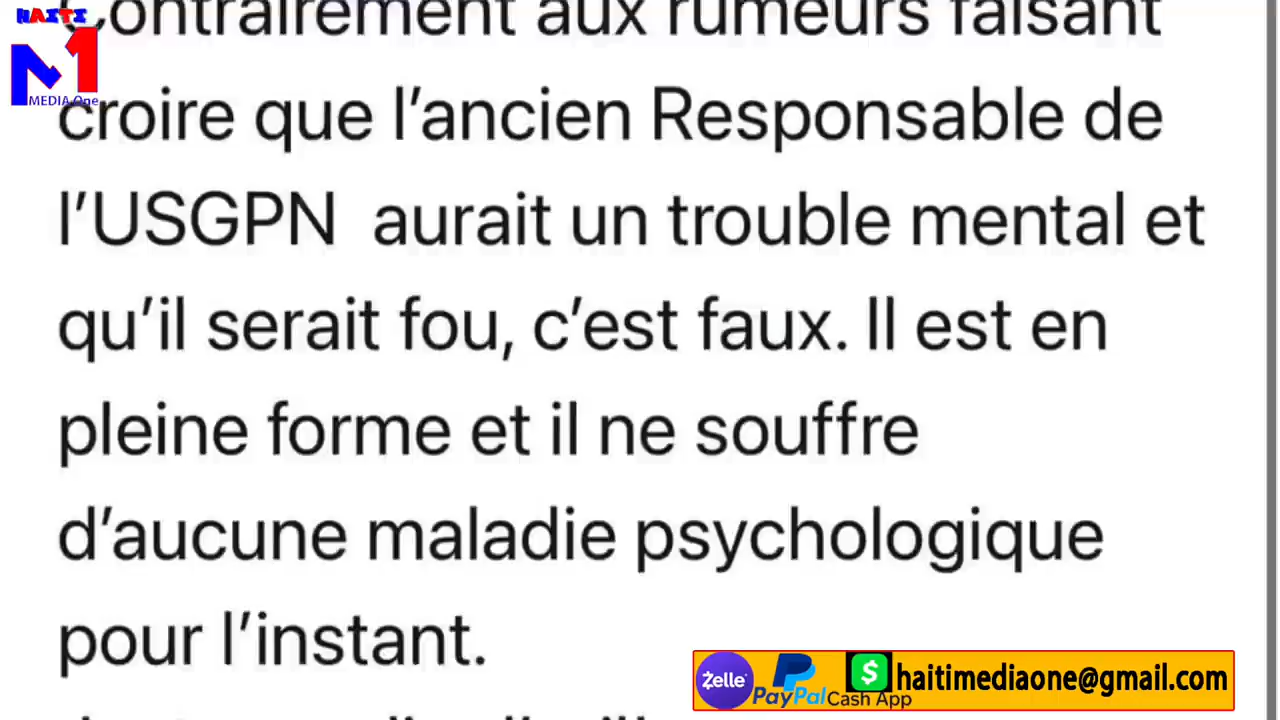 HAITI
M1
MEDIA One
Contrairement aux rumeurs faisant
croire que l’ancien Responsable de
l’USGPN aurait un trouble mental et
qu’il serait fou, c’est faux. Il est en
pleine forme et il ne souffre
d’aucune maladie psychologique
pour l’instant.
Zelle PayPal $ Cash App haitimediaone@gmail.com